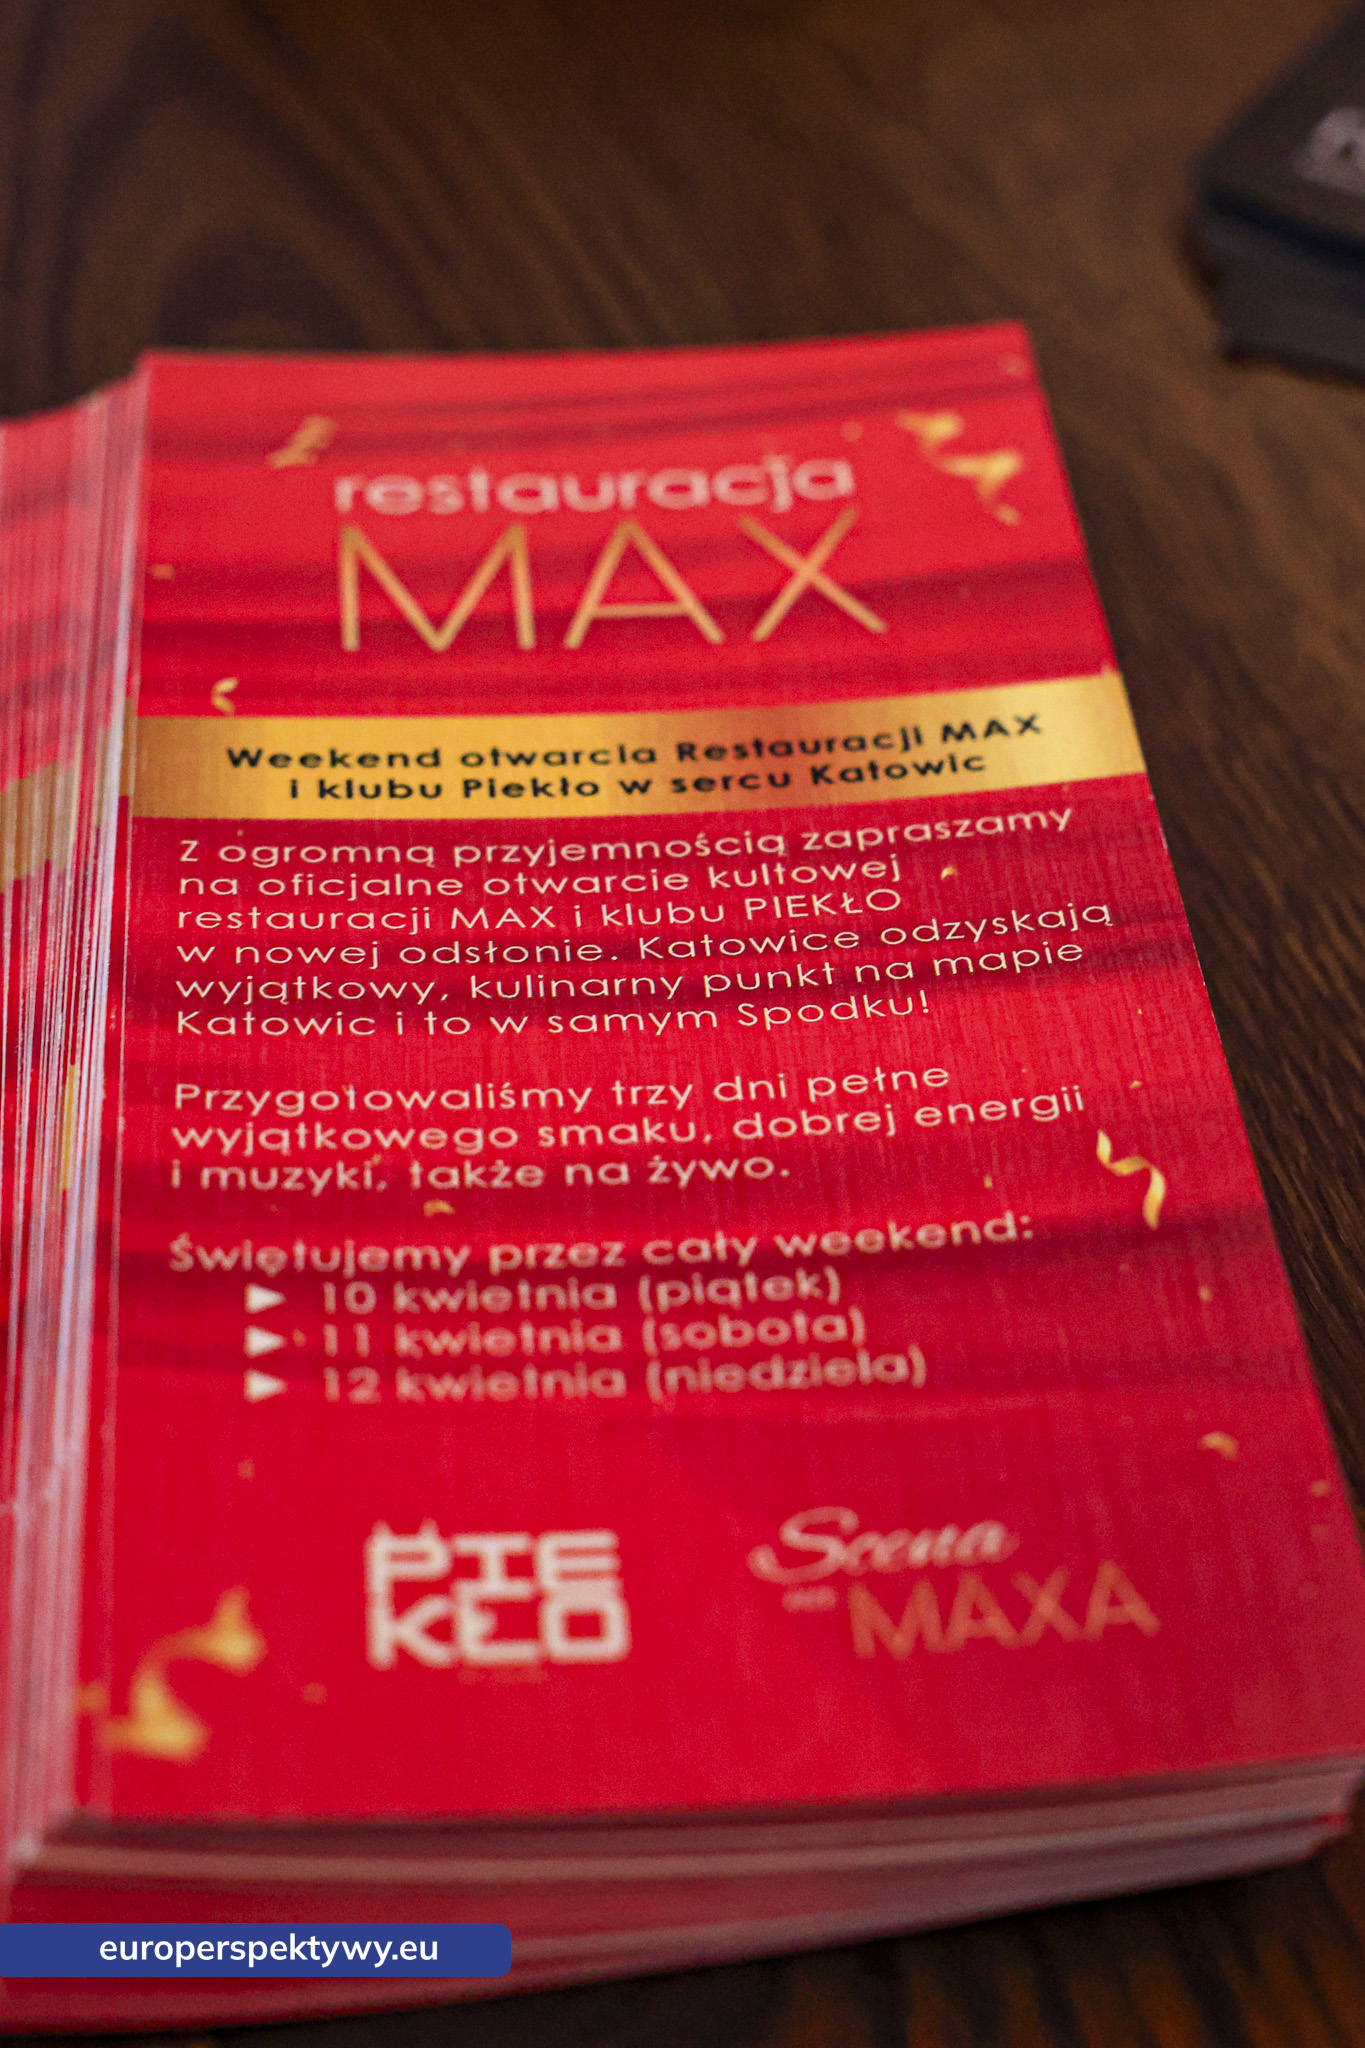 restauracja
MAX
Weekend otwarcia Restauracji MAX
i klubu Piekło w sercu Katowic
Z ogromną przyjemnością zapraszamy
na oficjalne otwarcie kultowej
restauracji MAX i klubu PIEKŁO
w nowej odsłonie. Katowice odzyskają
wyjątkowy, kulinarny punkt na mapie
Katowic i to w samym Spodku!
Przygotowaliśmy trzy dni pełne
wyjątkowego smaku, dobrej energii
i muzyki, także na żywo.
Świętujemy przez cały weekend:
► 10 kwietnia (piątek)
► 11 kwietnia (sobota)
► 12 kwietnia (niedziela)
PIE
KŁO
Scena
MAXA
europerspektywy.eu